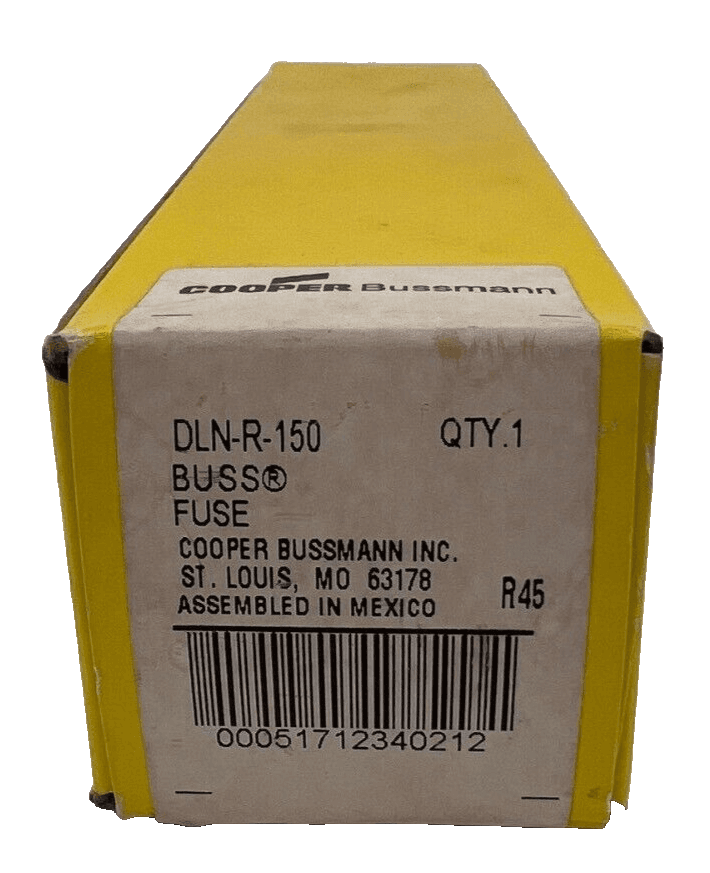 COOPER Bussmann
DLN-R-150 QTY.1
BUSS®
FUSE
COOPER BUSSMANN INC.
ST. LOUIS, MO 63178
ASSEMBLED IN MEXICO R45
00051712340212